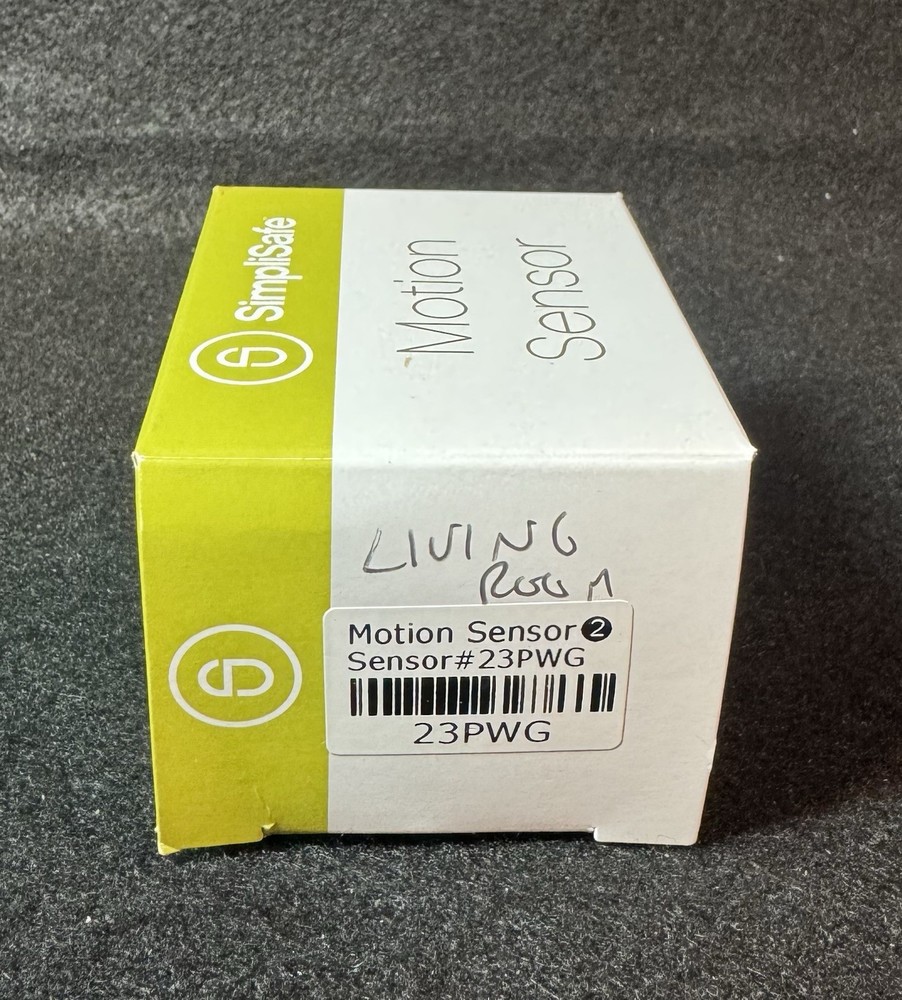 SimpliSafe
Motion
Sensor
LIVING
ROOM
Motion Sensor 2
Sensor#23PWG
23PWG